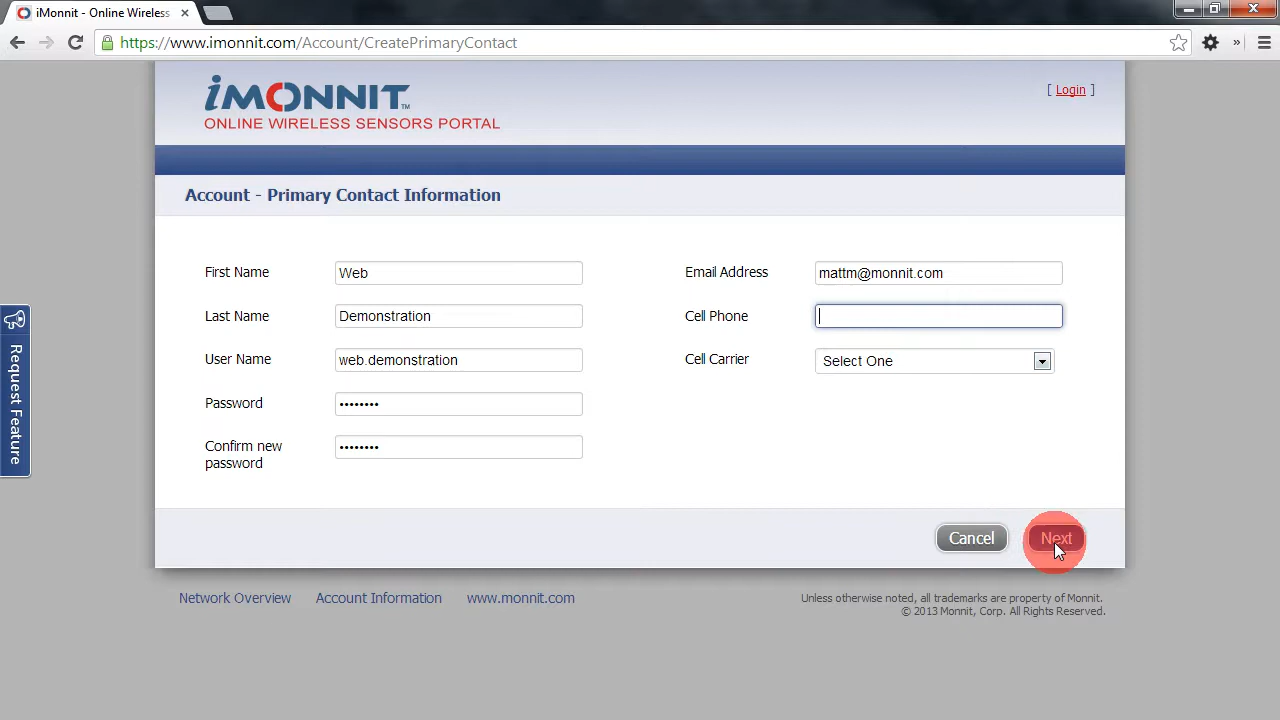 iMonnit - Online Wireless
https://www.imonnit.com/Account/CreatePrimaryContact
iMONNIT™
[ Login ]
ONLINE WIRELESS SENSORS PORTAL
Account - Primary Contact Information
First Name
Web
Email Address
mattm@monnit.com
Last Name
Demonstration
Cell Phone
User Name
web.demonstration
Cell Carrier
Select One
Password
••••••••
Confirm new
password
••••••••
Request Feature
Cancel
Next
Network Overview
Account Information
www.monnit.com
Unless otherwise noted, all trademarks are property of Monnit.
© 2013 Monnit, Corp. All Rights Reserved.